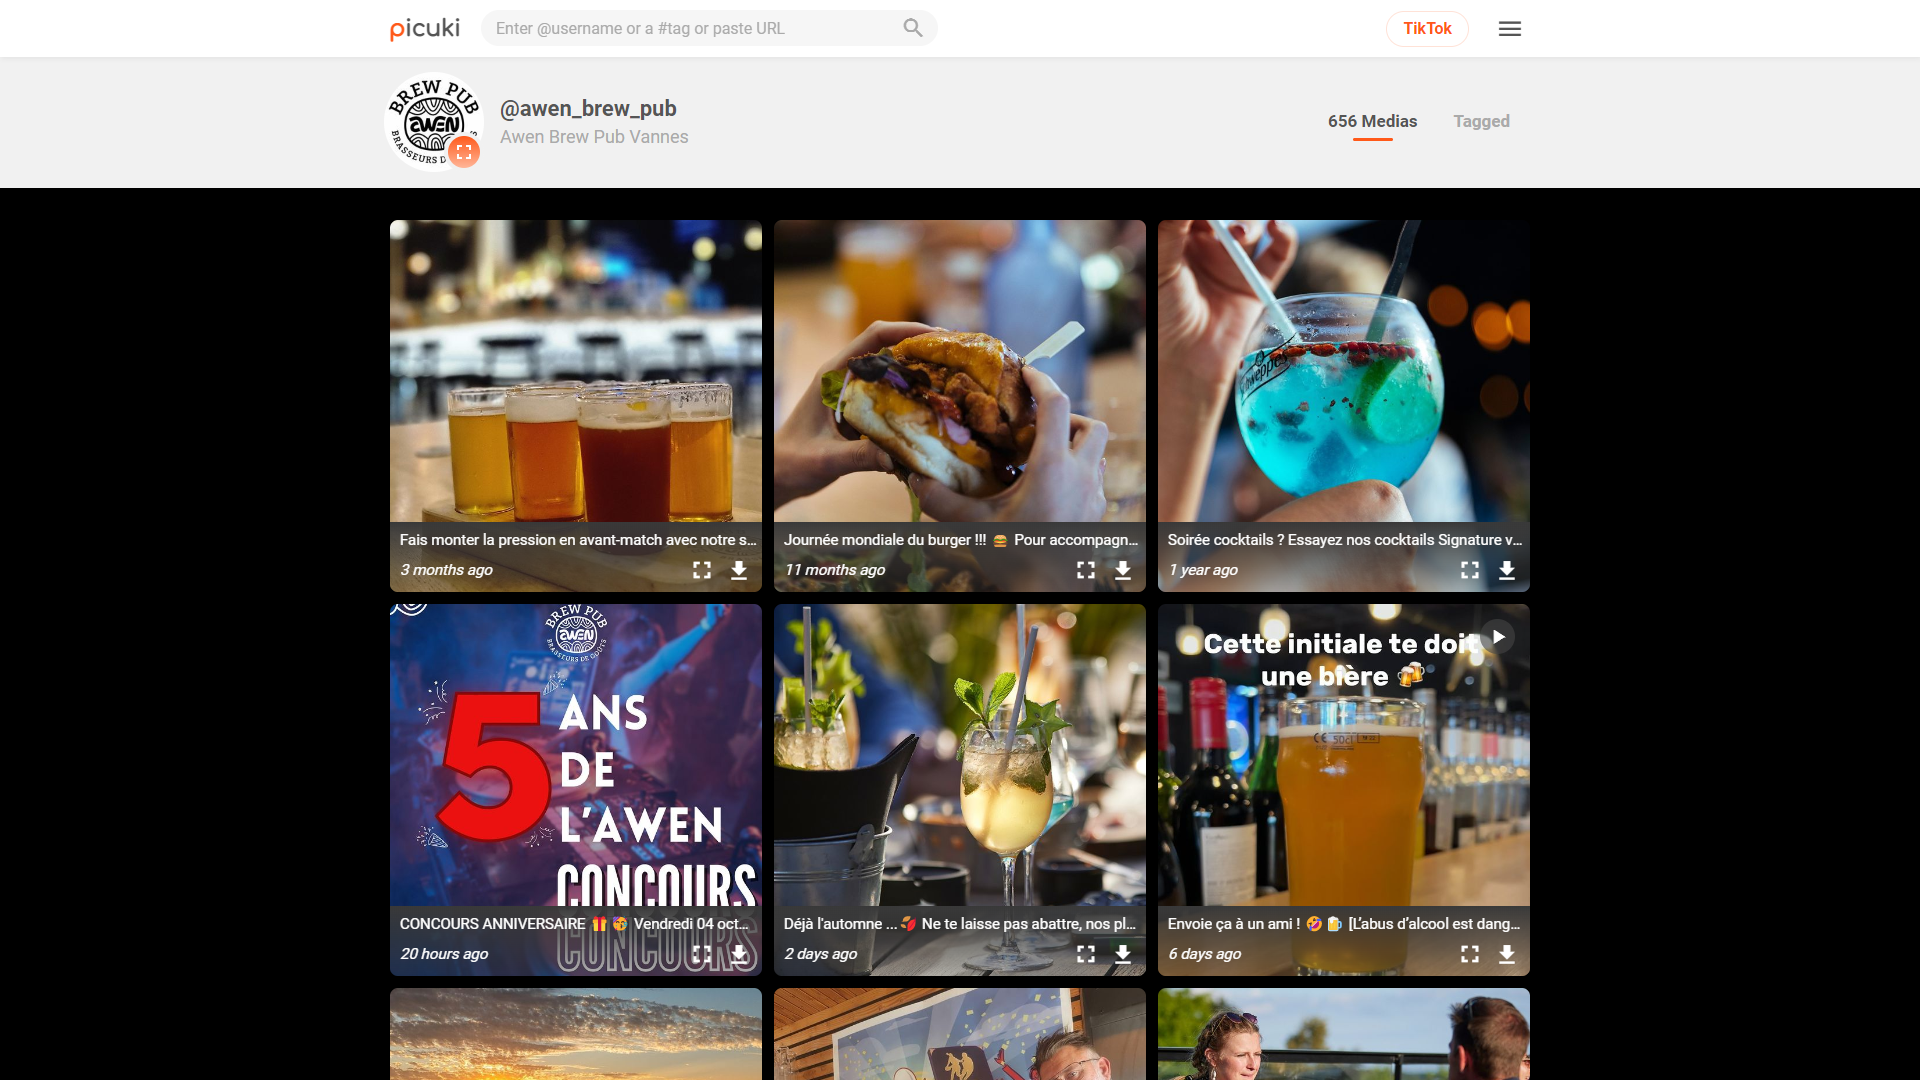 picuki
Enter @username or a #tag or paste URL
TikTok
BREW PUB
AWEN
BRASSEURS D
@awen_brew_pub
Awen Brew Pub Vannes
656 Medias
Tagged
Fais monter la pression en avant-match avec notre s...
3 months ago
Journée mondiale du burger !!! 🍔 Pour accompagn...
11 months ago
Schweppes
Soirée cocktails ? Essayez nos cocktails Signature v...
1 year ago
BREW PUB
AWEN
BRASSEURS DE GOÛTS
5 ANS
DE
L'AWEN
CONCOURS
CONCOURS
CONCOURS ANNIVERSAIRE 🎁 🥳 Vendredi 04 oct...
20 hours ago
Déjà l'automne ... 🍂 Ne te laisse pas abattre, nos pl...
2 days ago
Cette initiale te doit
une bière 🍻
CE 50cl
Envoie ça à un ami ! 🤣 🍺 [L’abus d’alcool est dang...
6 days ago